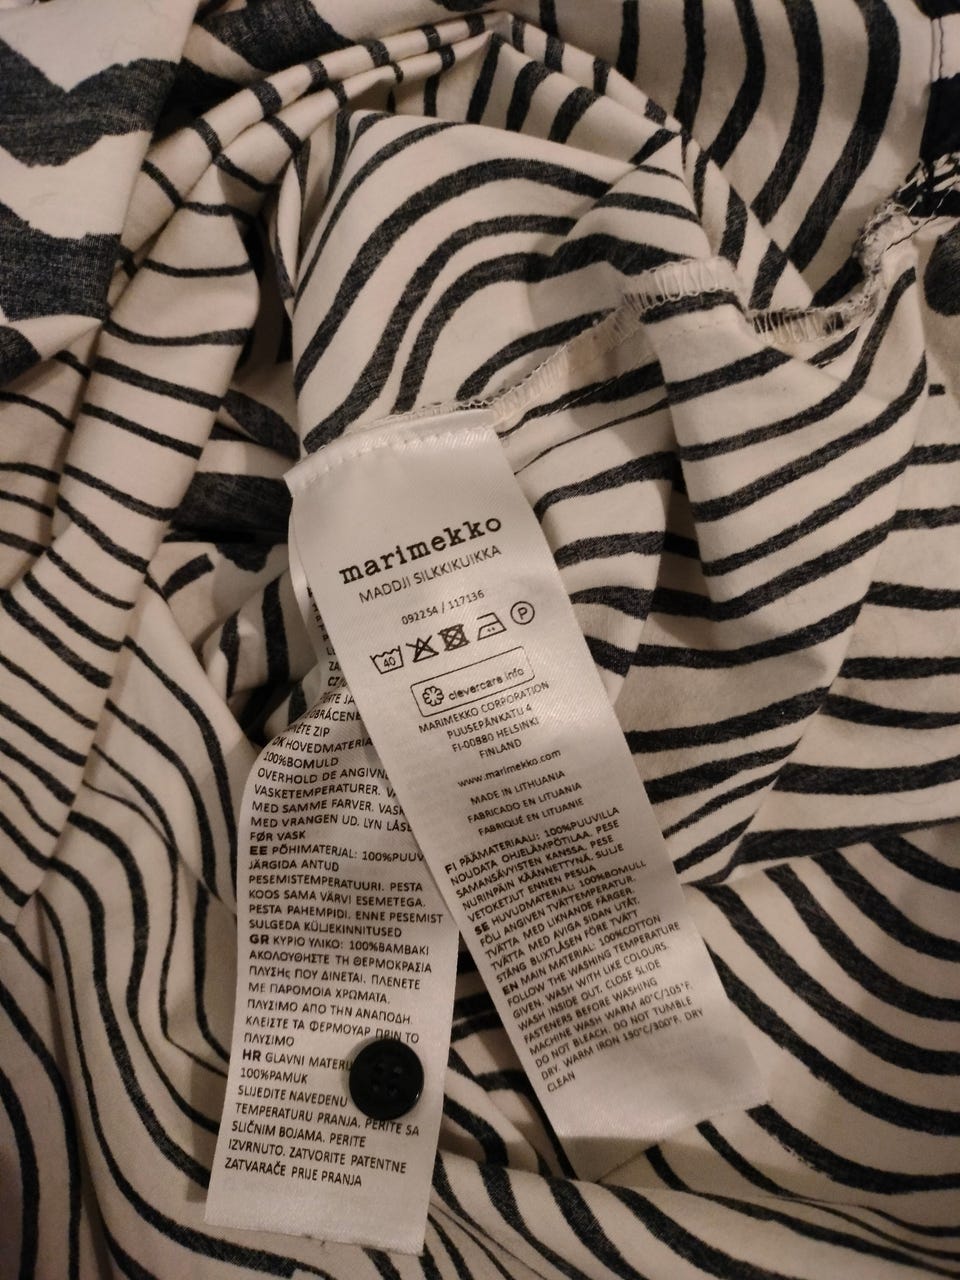 marimekko
MADDJI SILKKIKUIKKA
092254 / 117136
40
P
clevercare.info
MARIMEKKO CORPORATION
PUUSEPÄNKATU 4
FI-00880 HELSINKI
FINLAND
www.marimekko.com
MADE IN LITHUANIA
FABRICADO EN LITUANIA
FABRIQUÉ EN LITUANIE
FI PÄÄMATERIAALI: 100%PUUVILLA
NOUDATA OHJELÄMPÖTILAA. PESE
SAMANSÄVYISTEN KANSSA. PESE
NURINPÄIN KÄÄNNETTYNÄ. SULJE
VETOKETJUT ENNEN PESUA
SE HUVUDMATERIAL: 100%BOMULL
FÖLJ ANGIVEN TVÄTTEMPERATUR.
TVÄTTA MED LIKNANDE FÄRGER.
TVÄTTA MED AVIGA SIDAN UTÅT.
STÄNG BLIXTLÅSEN FÖRE TVÄTT
EN MAIN MATERIAL: 100%COTTON
FOLLOW THE WASHING TEMPERATURE
GIVEN. WASH WITH LIKE COLOURS.
WASH INSIDE OUT. CLOSE SLIDE
FASTENERS BEFORE WASHING
MACHINE WASH WARM 40°C/105°F.
DO NOT BLEACH. DO NOT TUMBLE
DRY. WARM IRON 150°C/300°F. DRY
CLEAN
CZ/
OBRÁCENÉ
ZIP
DK HOVEDMATERIA
100%BOMULD
OVERHOLD DE ANGIVN
VASKETEMPERATURER. VA
MED SAMME FARVER. VASK
MED VRANGEN UD. LYN LÅSE
FØR VASK
EE PÕHIMATERJAL: 100%PUUV
JÄRGIDA ANTUD
PESEMISTEMPERATUURI. PESTA
KOOS SAMA VÄRVI ESEMETEGA.
PESTA PAHEMPIDI. ENNE PESEMIST
SULGEDA KÜLJEKINNITUSED
GR ΚΥΡΙΟ ΥΛΙΚΟ: 100%ΒΑΜΒΑΚΙ
ΑΚΟΛΟΥΘΗΣΤΕ ΤΗ ΘΕΡΜΟΚΡΑΣΙΑ
ΠΛΥΣΗς ΠΟΥ ΔΙΝΕΤΑΙ. ΠΛΕΝΕΤΕ
ΜΕ ΠΑΡΟΜΟΙΑ ΧΡΩΜΑΤΑ.
ΠΛΥΣΙΜΟ ΑΠΟ ΤΗΝ ΑΝΑΠΟΔΗ.
ΚΛΕΙΣΤΕ ΤΑ ΦΕΡΜΟΥΑΡ ΠΡΙΝ ΤΟ
ΠΛΥΣΙΜΟ
HR GLAVNI MATERIJ
100%PAMUK
SLIJEDITE NAVEDENU
TEMPERATURU PRANJA. PERITE SA
SLIČNIM BOJAMA. PERITE
IZVRNUTO. ZATVORITE PATENTNE
ZATVARAČE PRIJE PRANJA